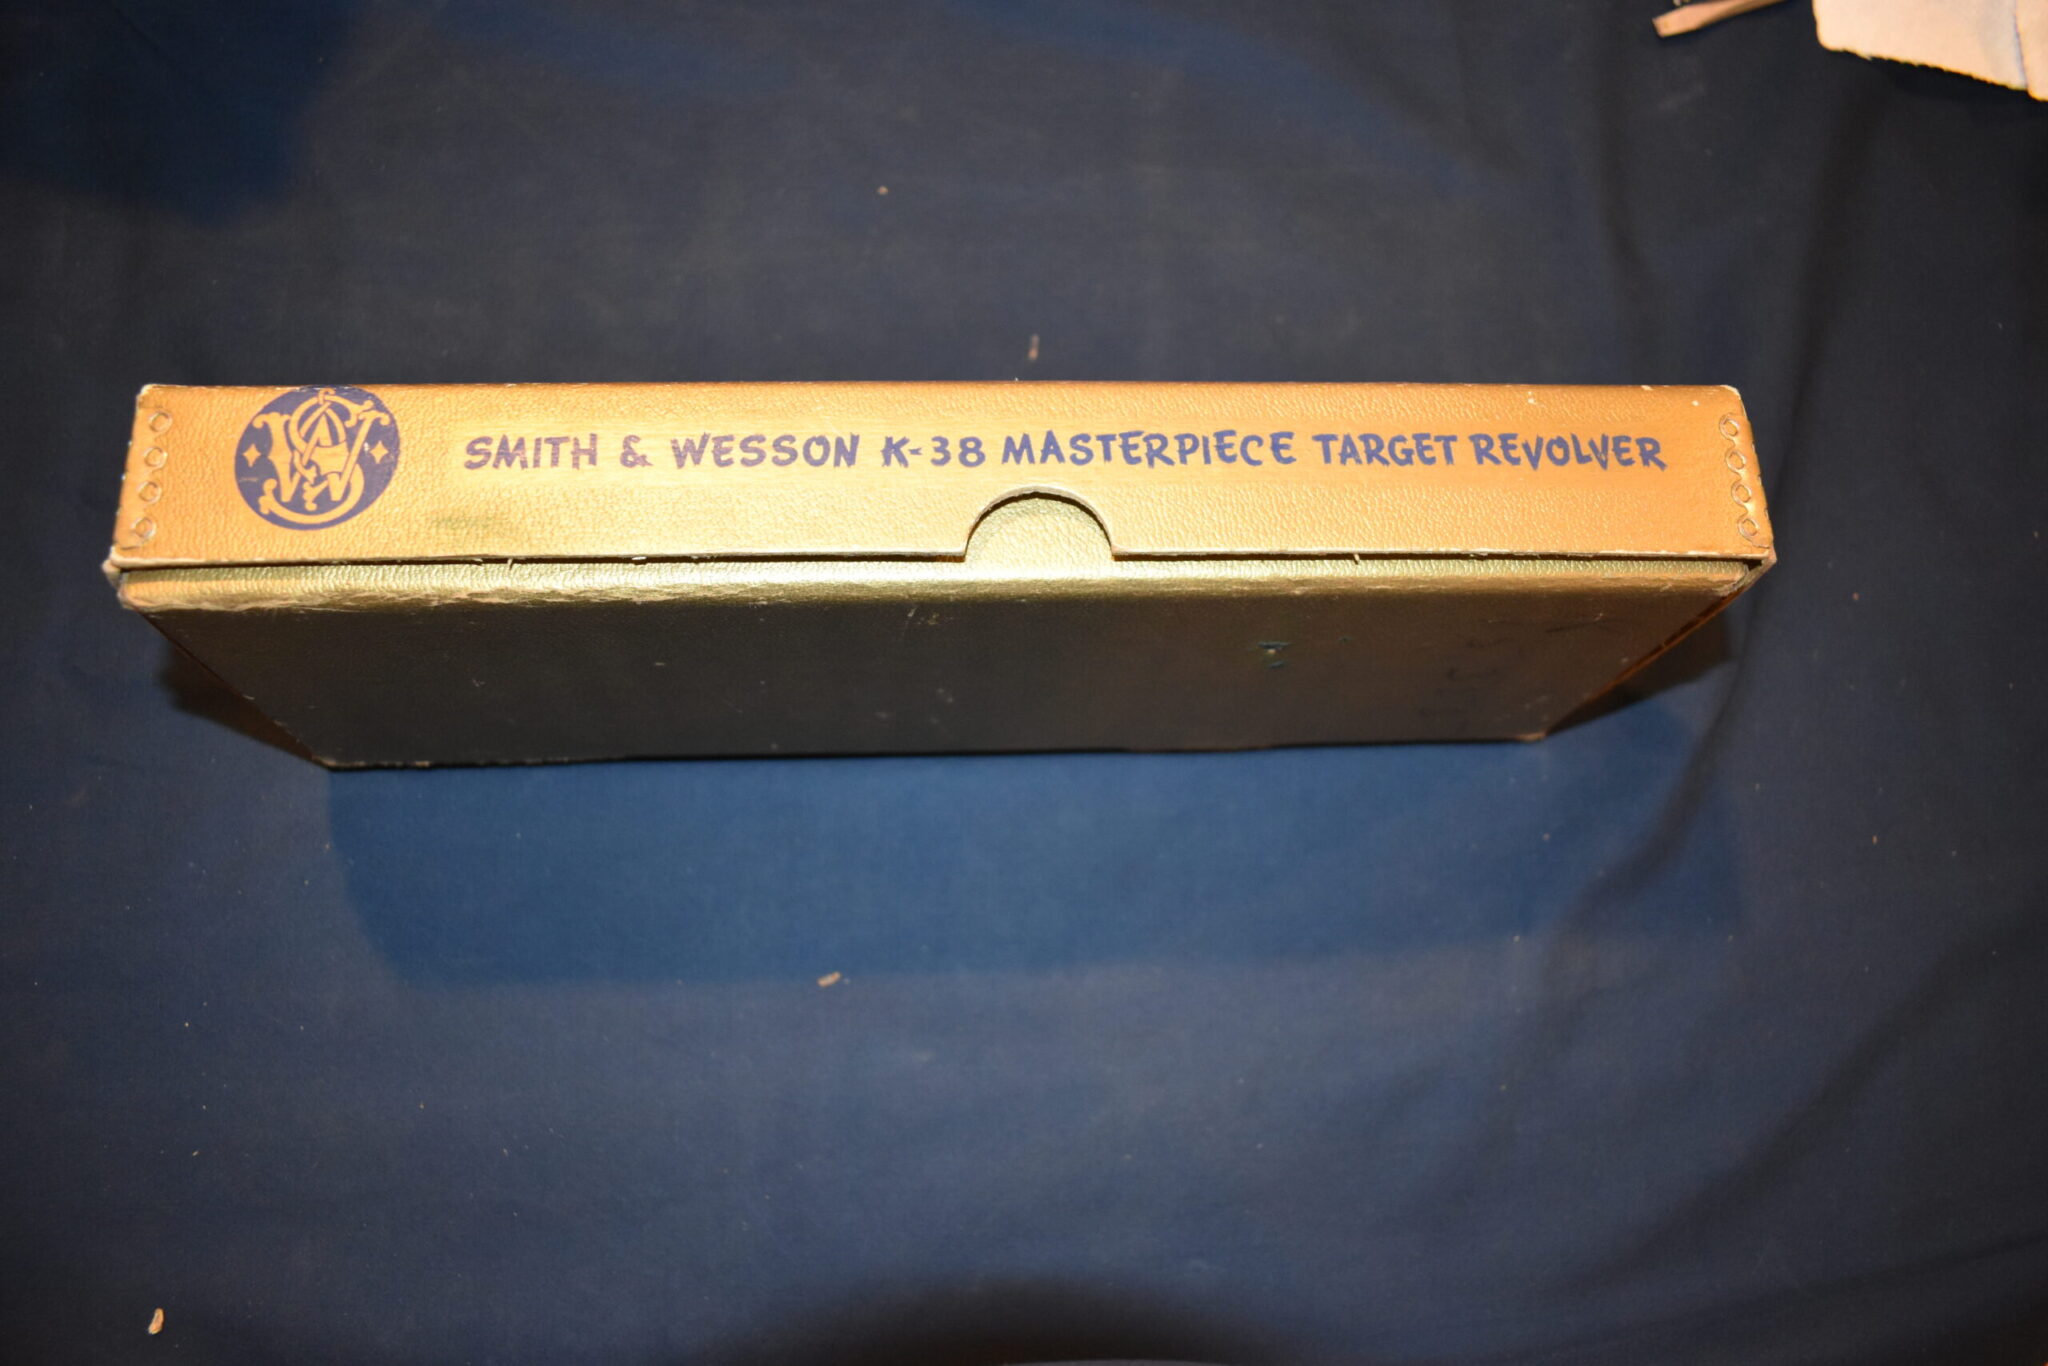 SMITH & WESSON K-38 MASTERPIECE TARGET REVOLVER